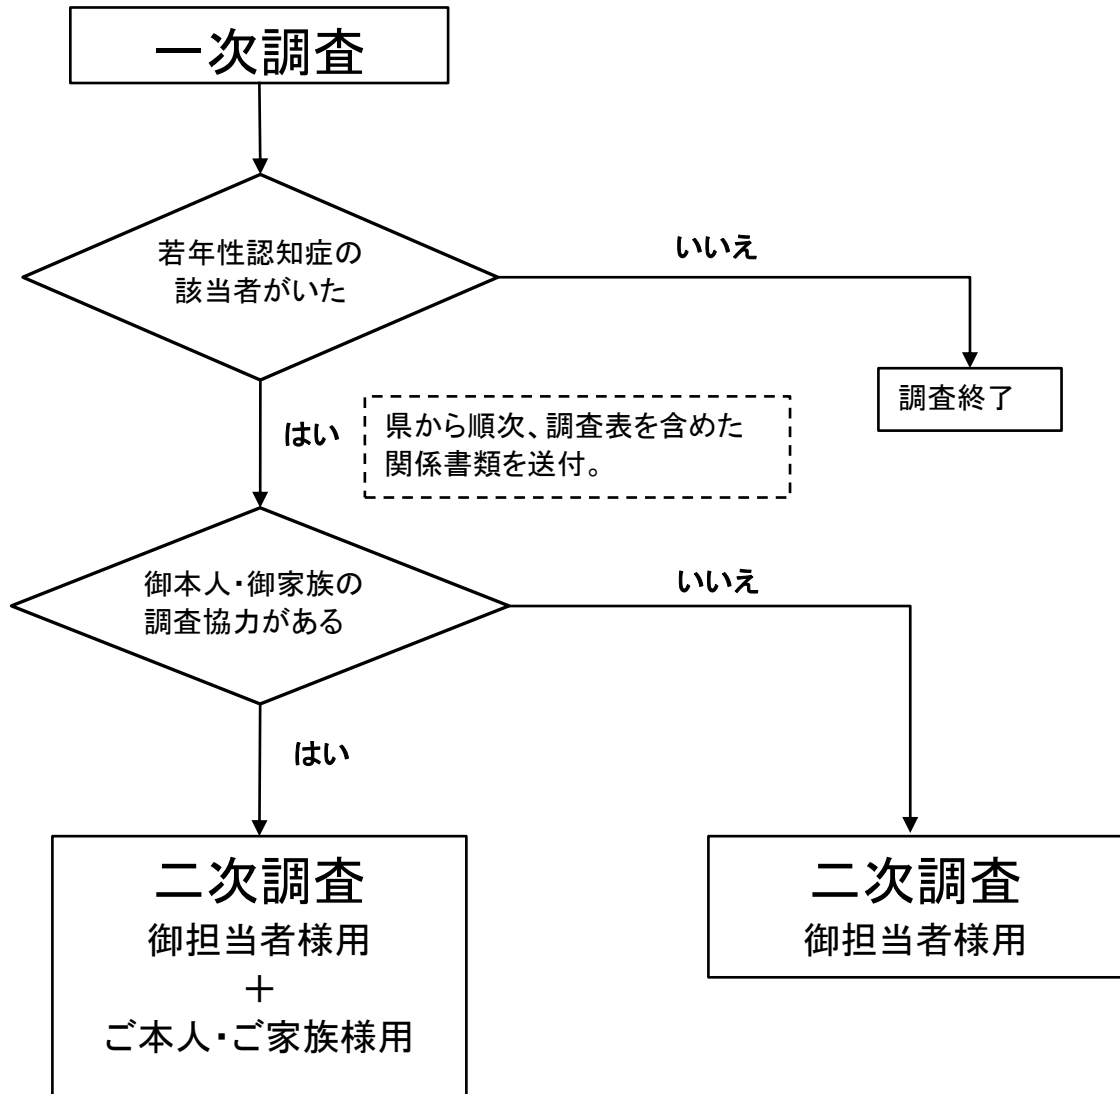 一次調査
若年性認知症の
該当者がいた
いいえ
調査終了
はい
県から順次、調査表を含めた
関係書類を送付。
御本人・御家族の
調査協力がある
いいえ
はい
二次調査
御担当者様用
＋
ご本人・ご家族様用
二次調査
御担当者様用